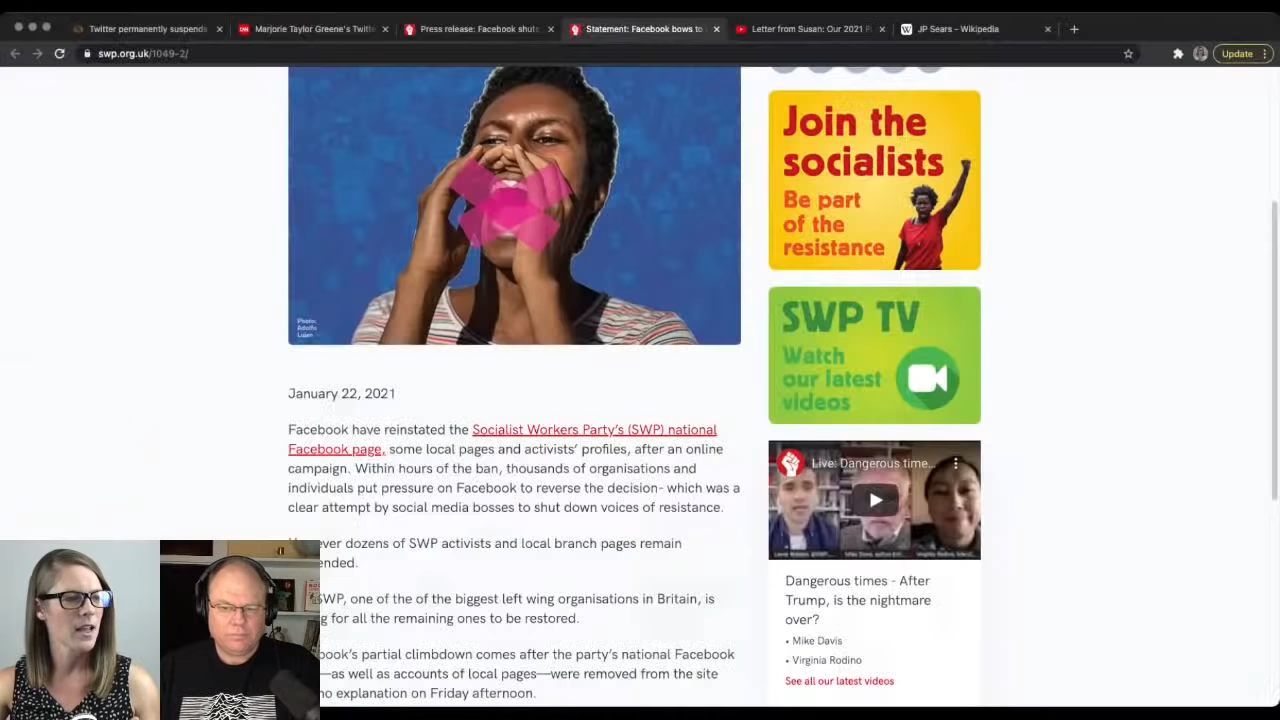 Twitter permanently suspends
Marjorie Taylor Greene's Twitte
Press release: Facebook shuts
Statement: Facebook bows to
Letter from Susan: Our 2021 P
JP Sears - Wikipedia
swp.org.uk/1049-2/
Update
Photo:
Adolfo
Lujan
January 22, 2021
Facebook have reinstated the Socialist Workers Party's (SWP) national
Facebook page, some local pages and activists' profiles, after an online
campaign. Within hours of the ban, thousands of organisations and
individuals put pressure on Facebook to reverse the decision- which was a
clear attempt by social media bosses to shut down voices of resistance.
ever dozens of SWP activists and local branch pages remain
ended.
SWP, one of the of the biggest left wing organisations in Britain, is
g for all the remaining ones to be restored.
book's partial climbdown comes after the party's national Facebook
—as well as accounts of local pages—were removed from the site
no explanation on Friday afternoon.
Join the
socialists
Be part
of the
resistance
SWP TV
Watch
our latest
videos
Live: Dangerous time...
Dangerous times - After
Trump, is the nightmare
over?
• Mike Davis
• Virginia Rodino
See all our latest videos